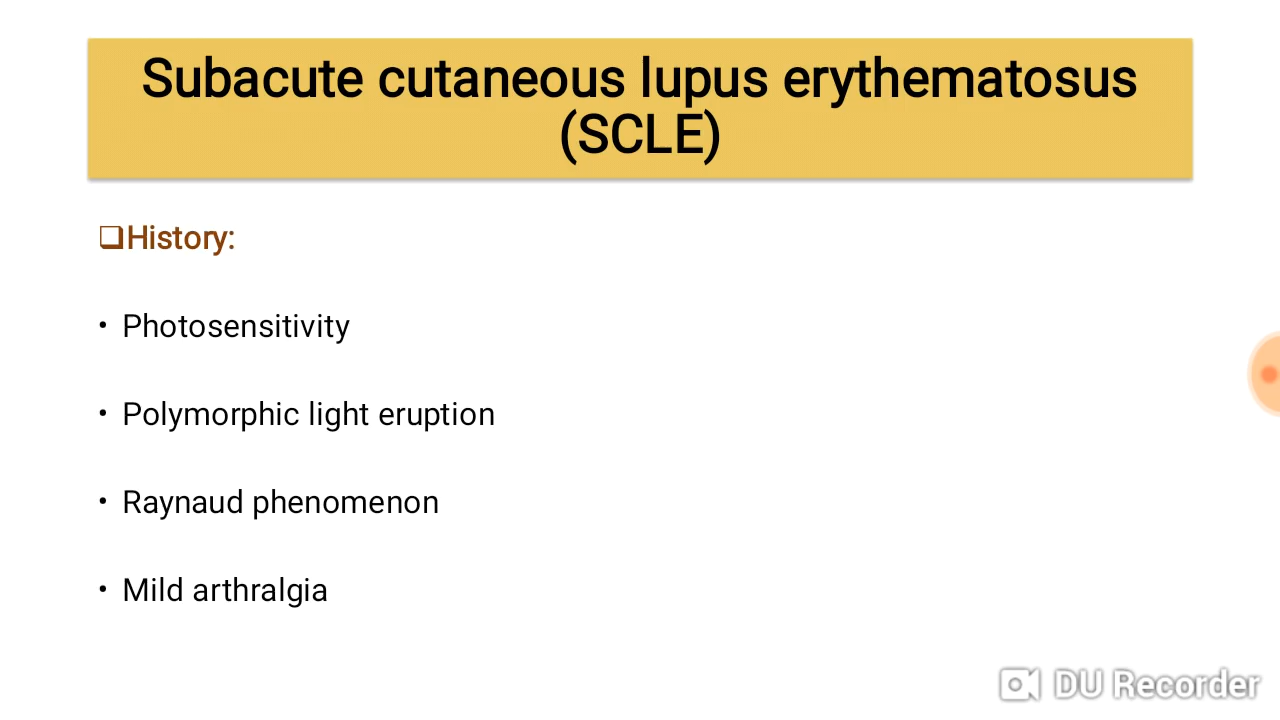 Subacute cutaneous lupus erythematosus
(SCLE)
❑History:
• Photosensitivity
• Polymorphic light eruption
• Raynaud phenomenon
• Mild arthralgia
DU Recorder